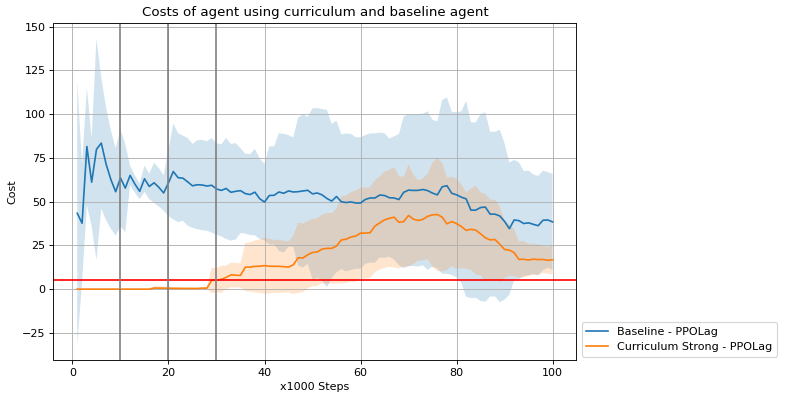 Costs of agent using curriculum and baseline agent
150
125
100
75
50
25
0
−25
Cost
0
20
40
60
80
100
x1000 Steps
Baseline - PPOLag
Curriculum Strong - PPOLag